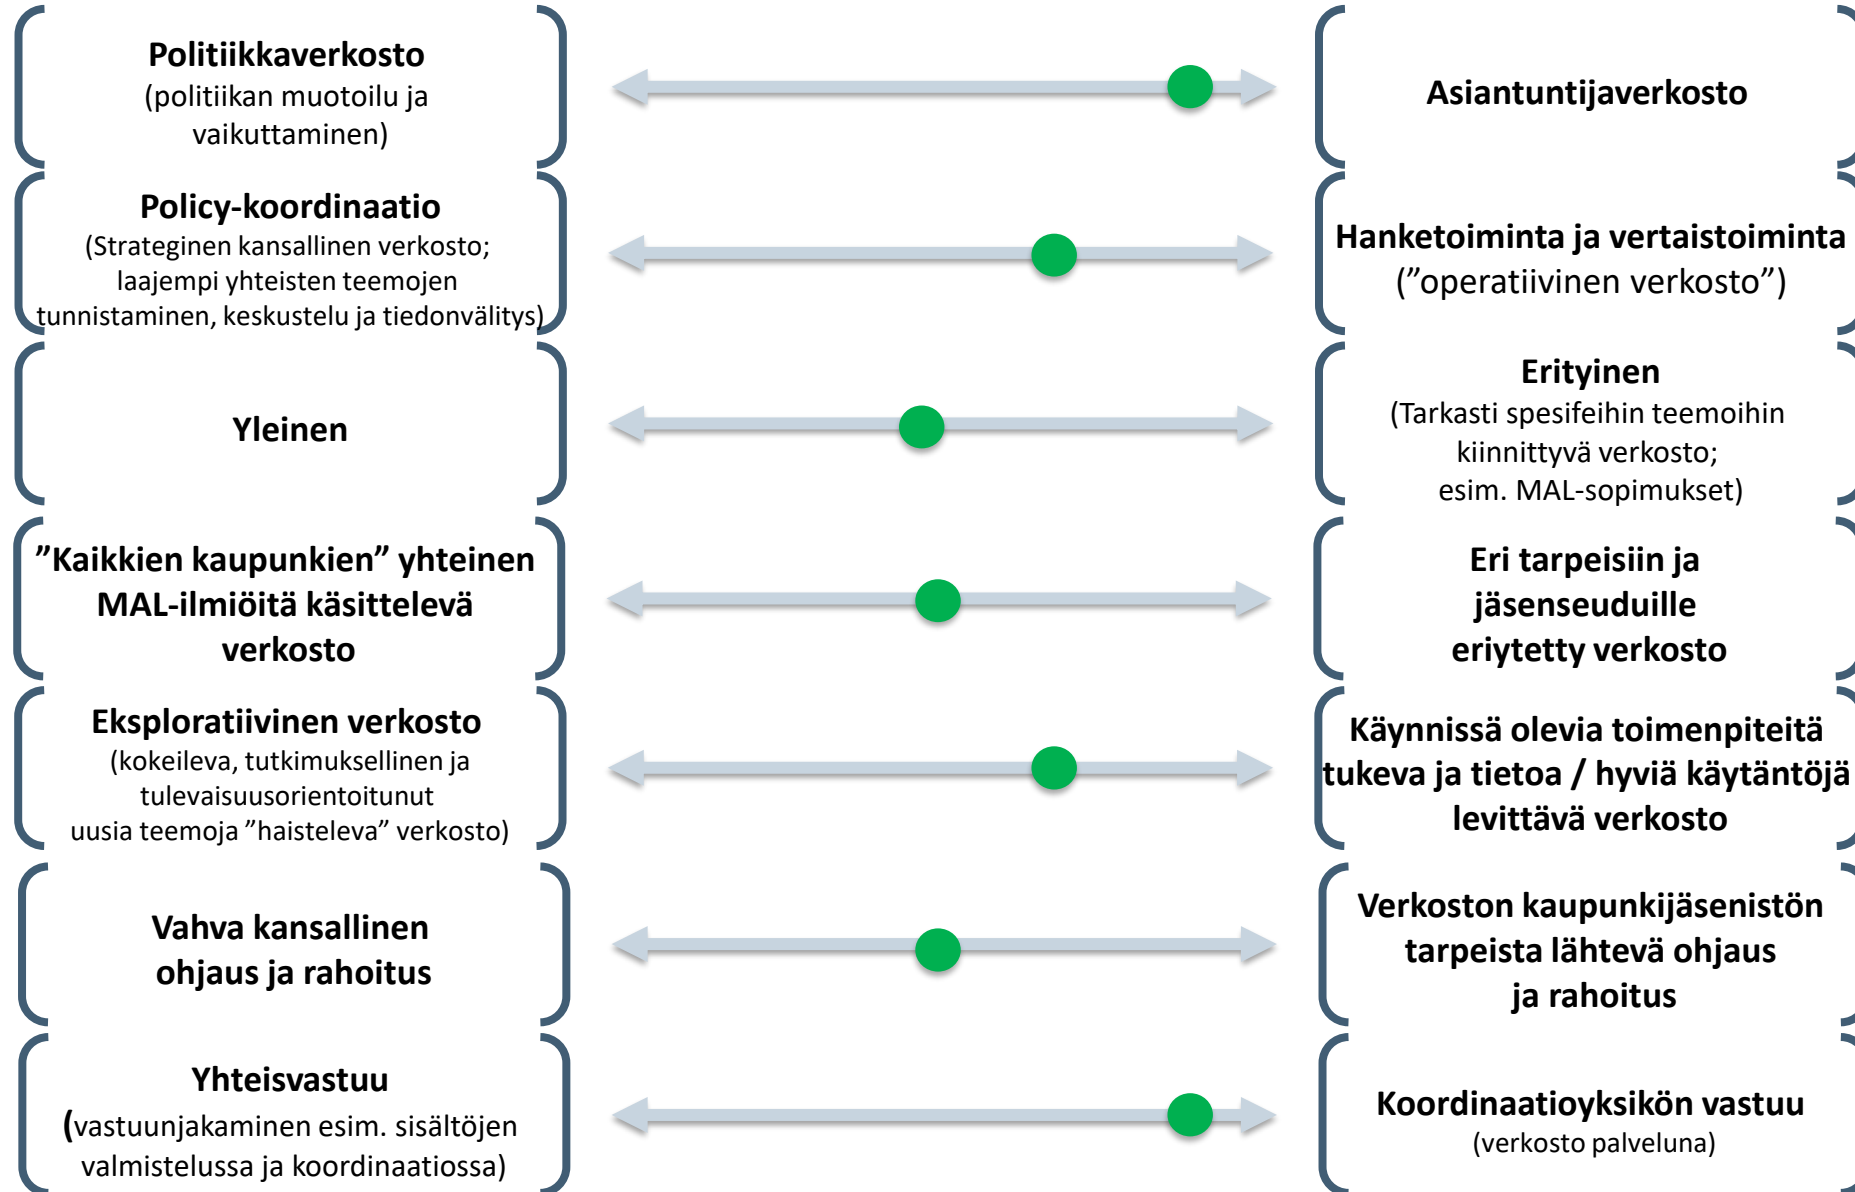 Politiikkaverkosto
(politiikan muotoilu ja
vaikuttaminen)
Asiantuntijaverkosto
Policy-koordinaatio
(Strateginen kansallinen verkosto;
laajempi yhteisten teemojen
tunnistaminen, keskustelu ja tiedonvälitys)
Hanketoiminta ja vertaistoiminta
(”operatiivinen verkosto”)
Yleinen
Erityinen
(Tarkasti spesifeihin teemoihin
kiinnittyvä verkosto;
esim. MAL-sopimukset)
”Kaikkien kaupunkien” yhteinen
MAL-ilmiöitä käsittelevä
verkosto
Eri tarpeisiin ja
jäsenseuduille
eriytetty verkosto
Eksploratiivinen verkosto
(kokeileva, tutkimuksellinen ja
tulevaisuusorientoitunut
uusia teemoja ”haisteleva” verkosto)
Käynnissä olevia toimenpiteitä
tukeva ja tietoa / hyviä käytäntöjä
levittävä verkosto
Vahva kansallinen
ohjaus ja rahoitus
Verkoston kaupunkijäsenistön
tarpeista lähtevä ohjaus
ja rahoitus
Yhteisvastuu
(vastuunjakaminen esim. sisältöjen
valmistelussa ja koordinaatiossa)
Koordinaatioyksikön vastuu
(verkosto palveluna)